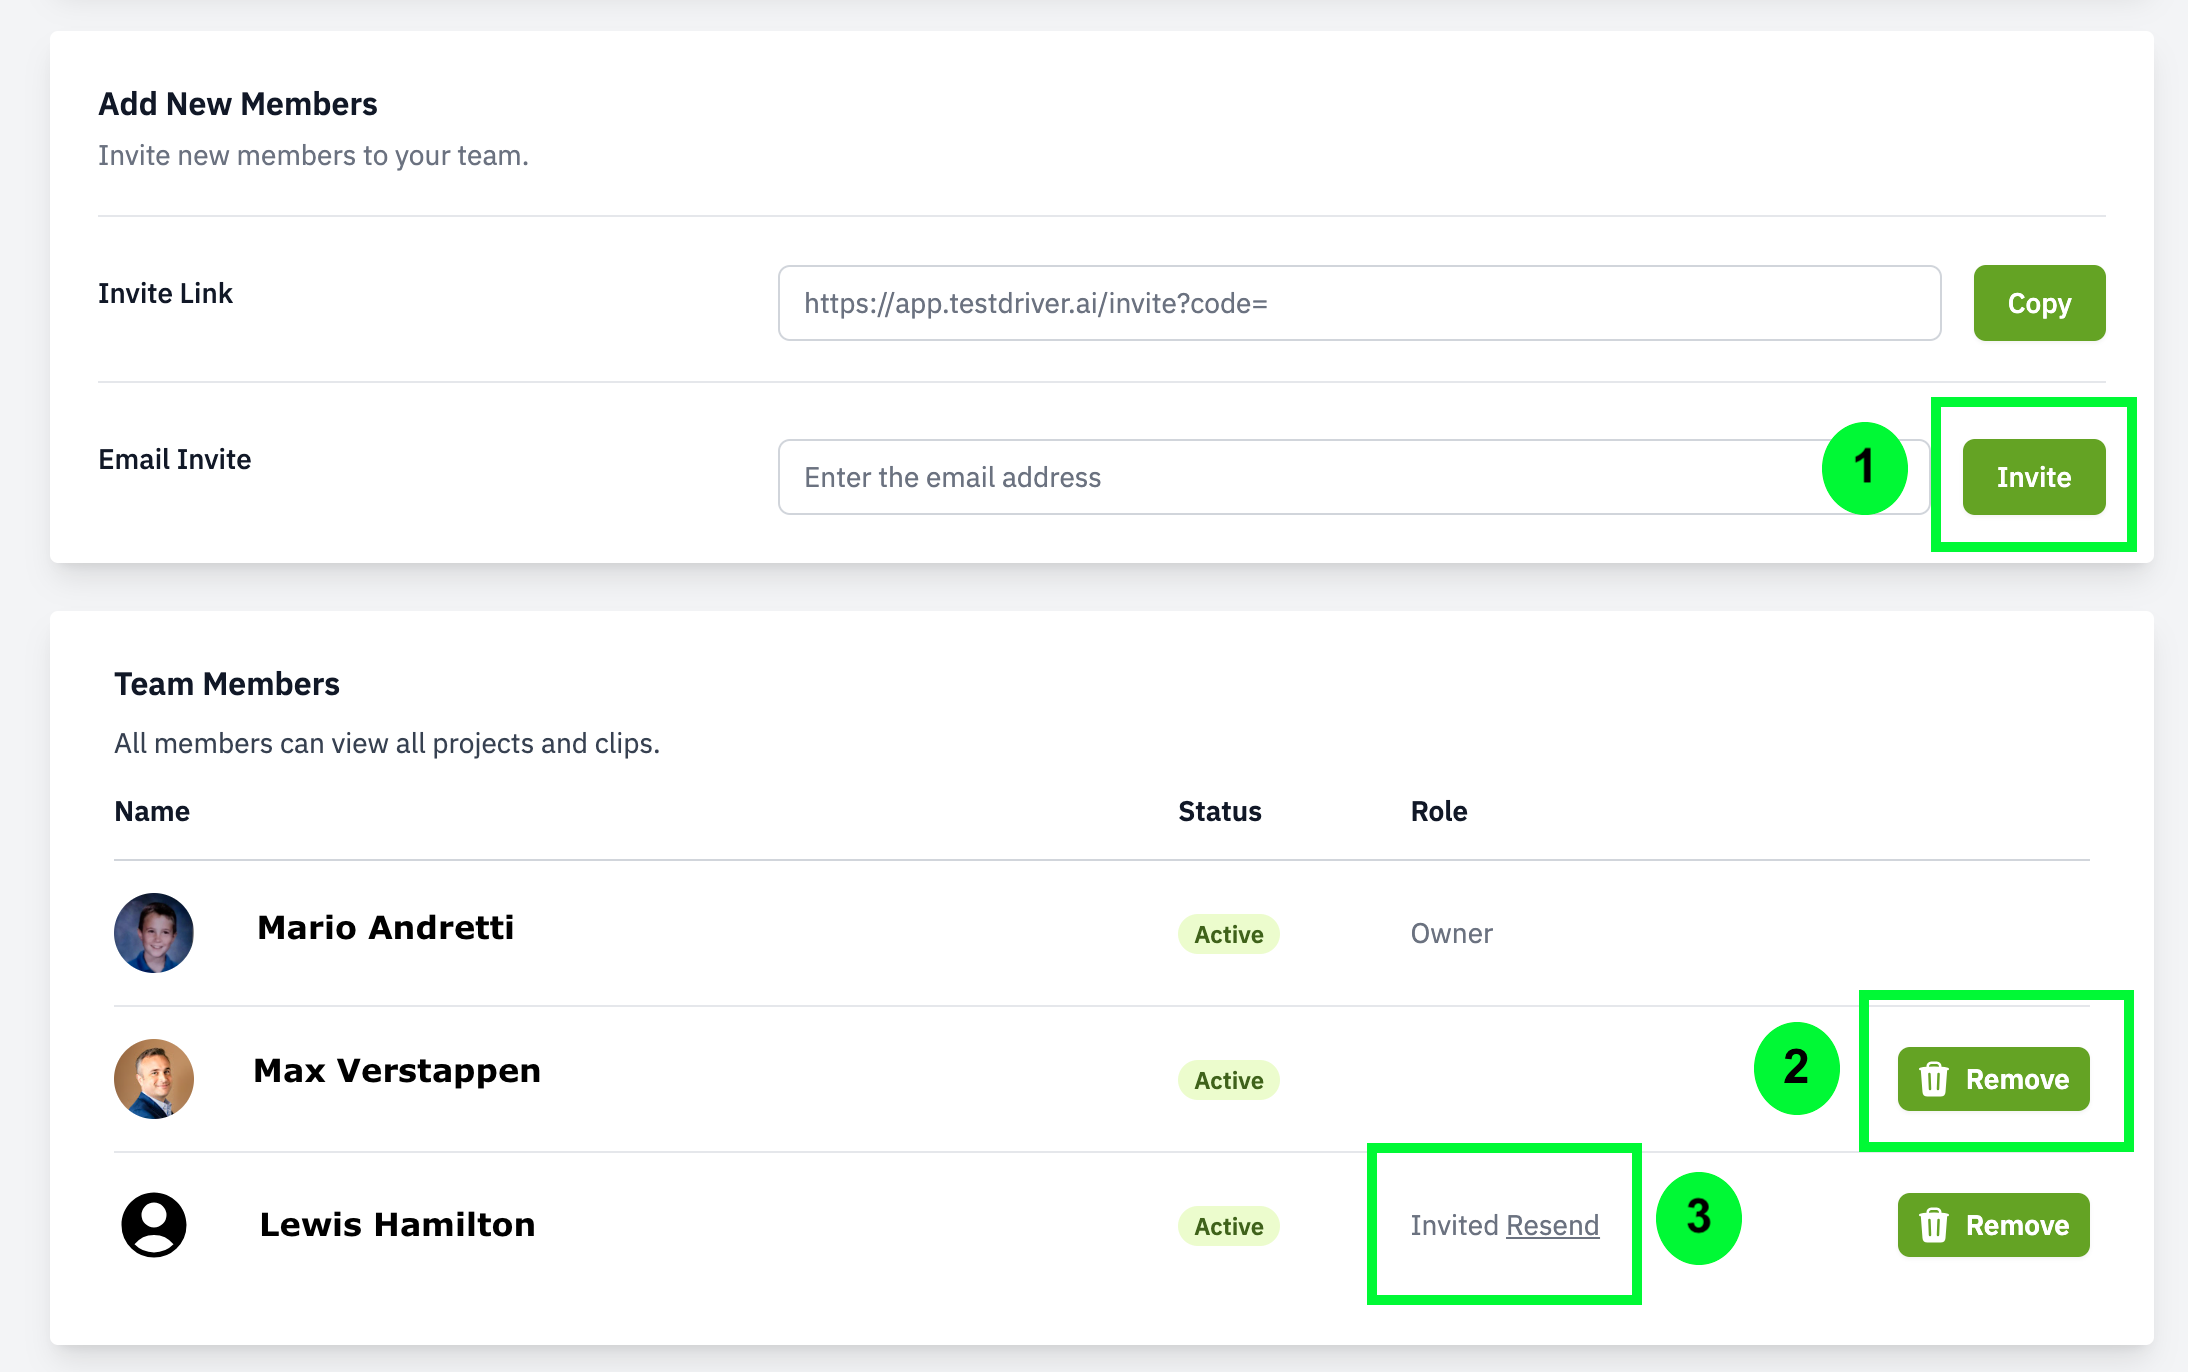 Add New Members
Invite new members to your team.
Invite Link
https://app.testdriver.ai/invite?code=
Copy
Email Invite
Enter the email address
1
Invite
Team Members
All members can view all projects and clips.
Name Status Role
Mario Andretti Active Owner
Max Verstappen Active 2 Remove
Lewis Hamilton Active Invited Resend 3 Remove